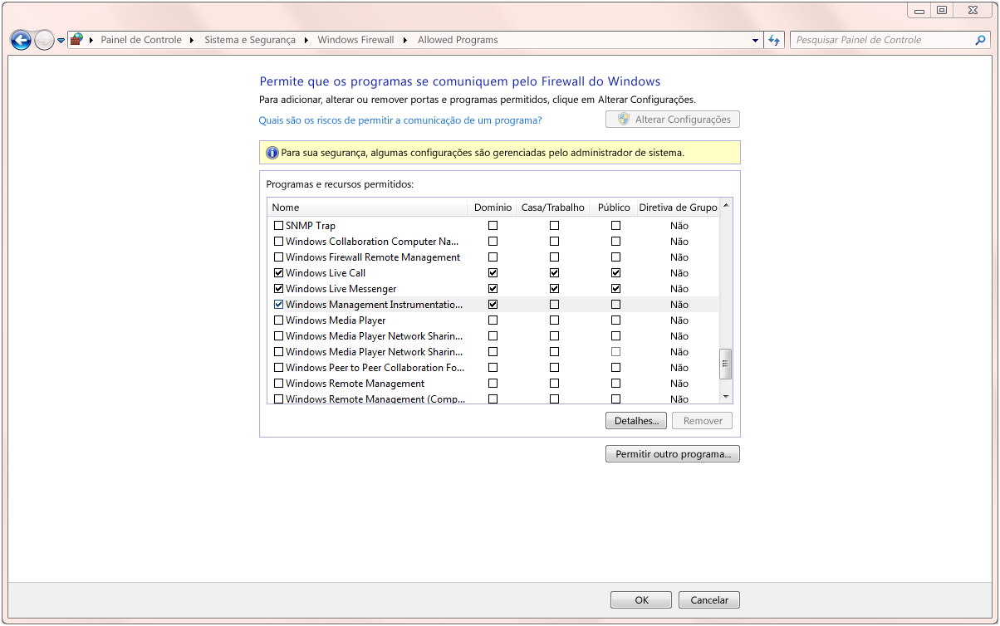 Painel de Controle Sistema e Segurança Windows Firewall Allowed Programs Pesquisar Painel de Controle
Permite que os programas se comuniquem pelo Firewall do Windows
Para adicionar, alterar ou remover portas e programas permitidos, clique em Alterar Configurações.
Quais são os riscos de permitir a comunicação de um programa? Alterar Configurações
Para sua segurança, algumas configurações são gerenciadas pelo administrador de sistema.
Programas e recursos permitidos:
Nome Domínio Casa/Trabalho Público Diretiva de Grupo
SNMP Trap Não
Windows Collaboration Computer Na... Não
Windows Firewall Remote Management Não
Windows Live Call Não
Windows Live Messenger Não
Windows Management Instrumentatio... Não
Windows Media Player Não
Windows Media Player Network Sharin... Não
Windows Media Player Network Sharin... Não
Windows Peer to Peer Collaboration Fo... Não
Windows Remote Management Não
Windows Remote Management (Comp... Não
Detalhes... Remover
Permitir outro programa...
OK Cancelar